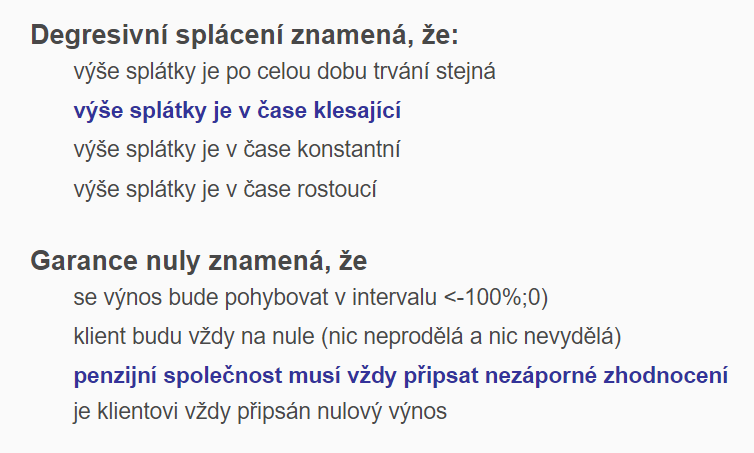 Degresivní splácení znamená, že:
výše splátky je po celou dobu trvání stejná
výše splátky je v čase klesající
výše splátky je v čase konstantní
výše splátky je v čase rostoucí
Garance nuly znamená, že
se výnos bude pohybovat v intervalu <-100%;0)
klient budu vždy na nule (nic neprodělá a nic nevydělá)
penzijní společnost musí vždy připsat nezáporné zhodnocení
je klientovi vždy připsán nulový výnos